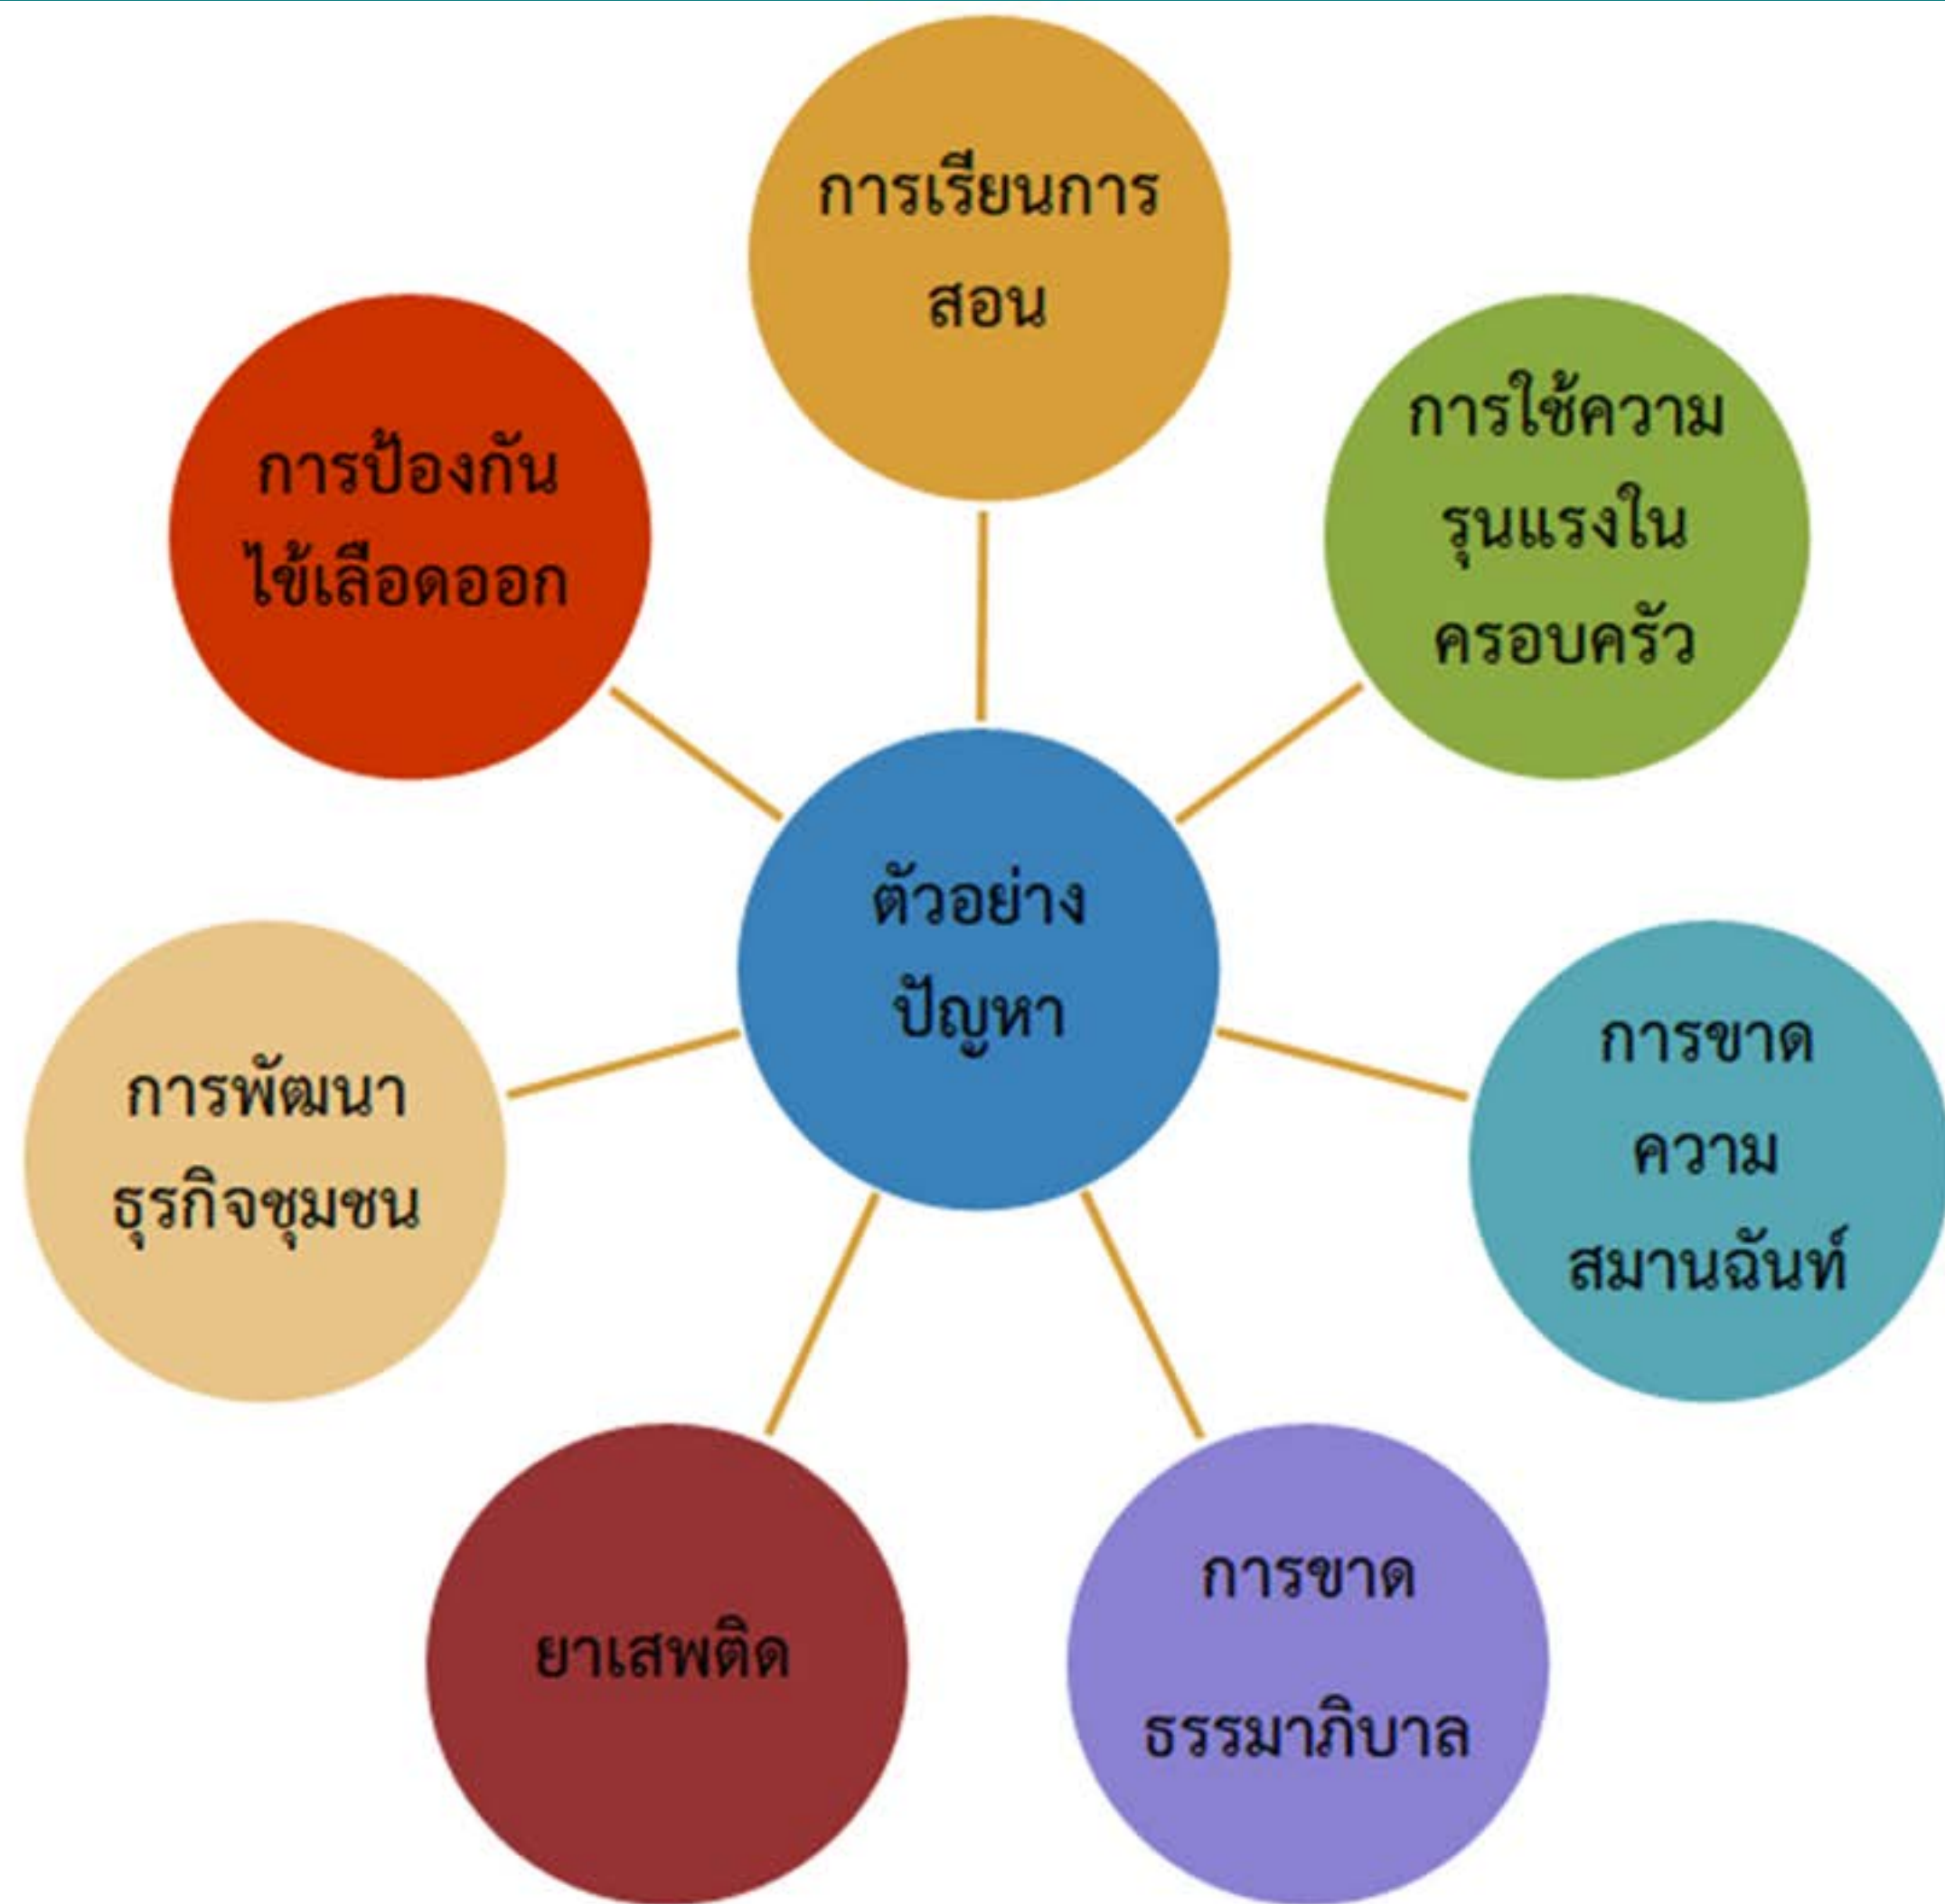 การเรียนการ
สอน
การใช้ความ
รุนแรงใน
ครอบครัว
การขาด
ความ
สมานฉันท์
การขาด
ธรรมาภิบาล
ยาเสพติด
การพัฒนา
ธุรกิจชุมชน
การป้องกัน
ไข้เลือดออก
ตัวอย่าง
ปัญหา